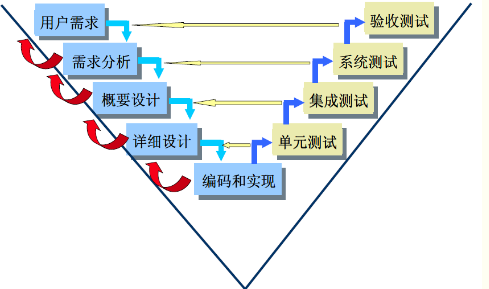 用户需求
验收测试
需求分析
系统测试
概要设计
集成测试
详细设计
单元测试
编码和实现